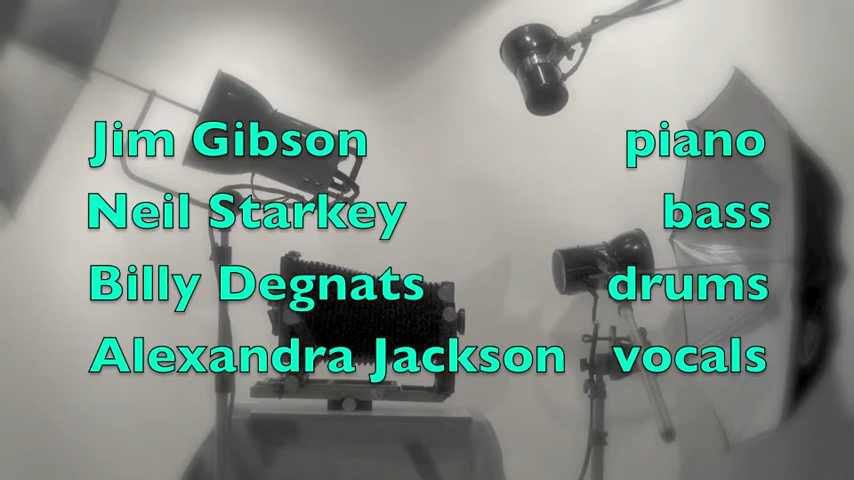 Jim Gibson piano
Neil Starkey bass
Billy Degnats drums
Alexandra Jackson vocals